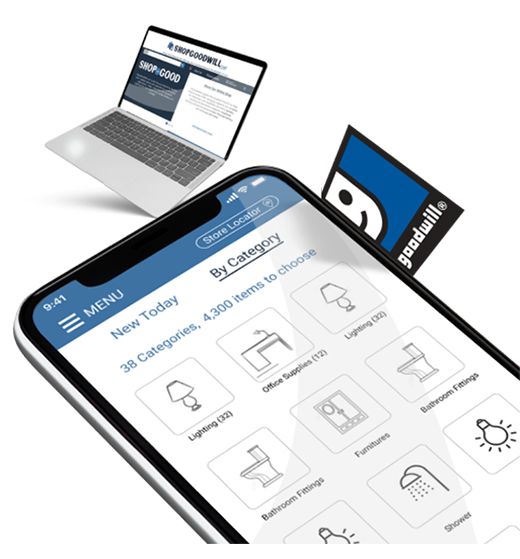 SHOPGOODWILL
SHOP
GOOD
goodwill®
9:41
MENU
Store Locator
New Today
By Category
38 Categories, 4,300 items to choose
Lighting (32)
Office Supplies (12)
Lighting (32)
Bathroom Fittings
Furnitures
Bathroom Fittings
Shower